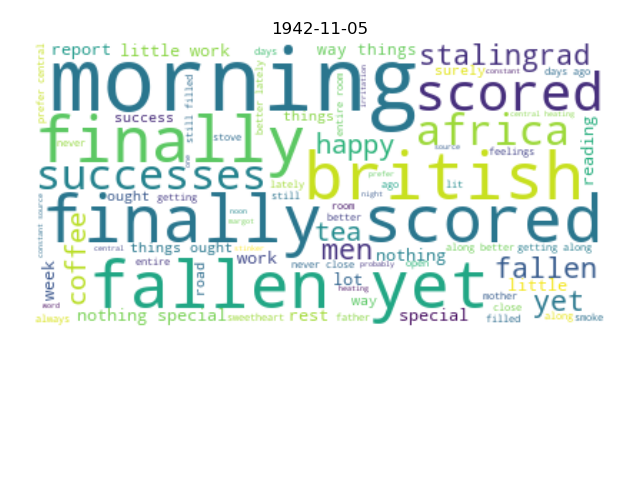 1942-11-05
report little work days way things stalingrad
prefer central morning better lately entire room irritation surely constant days ago
still filled scored
success things central heating
finally never stove happy africa reading
one source feelings
successes lately prefer ago lit british
constant source ought getting still night
finally noon margot room better tea scored
coffee central things ought stinker men nothing along better getting along
week entire work never close open fallen
road fallen yet lot heating way mother little
word probably close yet
always nothing special sweetheart rest father special filled along smoke